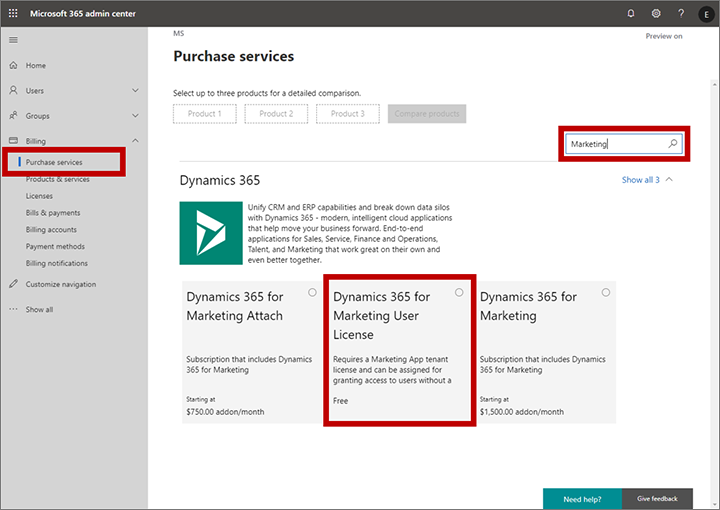 Microsoft 365 admin center
E
Home
Users
Groups
Billing
Purchase services
Products & services
Licenses
Bills & payments
Billing accounts
Payment methods
Billing notifications
Customize navigation
Show all
MS
Preview on
Purchase services
Select up to three products for a detailed comparison.
Product 1
Product 2
Product 3
Compare products
Marketing
Dynamics 365
Show all 3
Unify CRM and ERP capabilities and break down data silos
with Dynamics 365 - modern, intelligent cloud applications
that help move your business forward. End-to-end
applications for Sales, Service, Finance and Operations,
Talent, and Marketing that work great on their own and
even better together.
Dynamics 365 for
Marketing Attach
Subscription that includes Dynamics
365 for Marketing
Starting at
$750.00 addon/month
Dynamics 365 for
Marketing User
License
Requires a Marketing App tenant
license and can be assigned for
granting access to users without a
Free
Dynamics 365 for
Marketing
Subscription that includes Dynamics
365 for Marketing
Starting at
$1,500.00 addon/month
Need help?
Give feedback